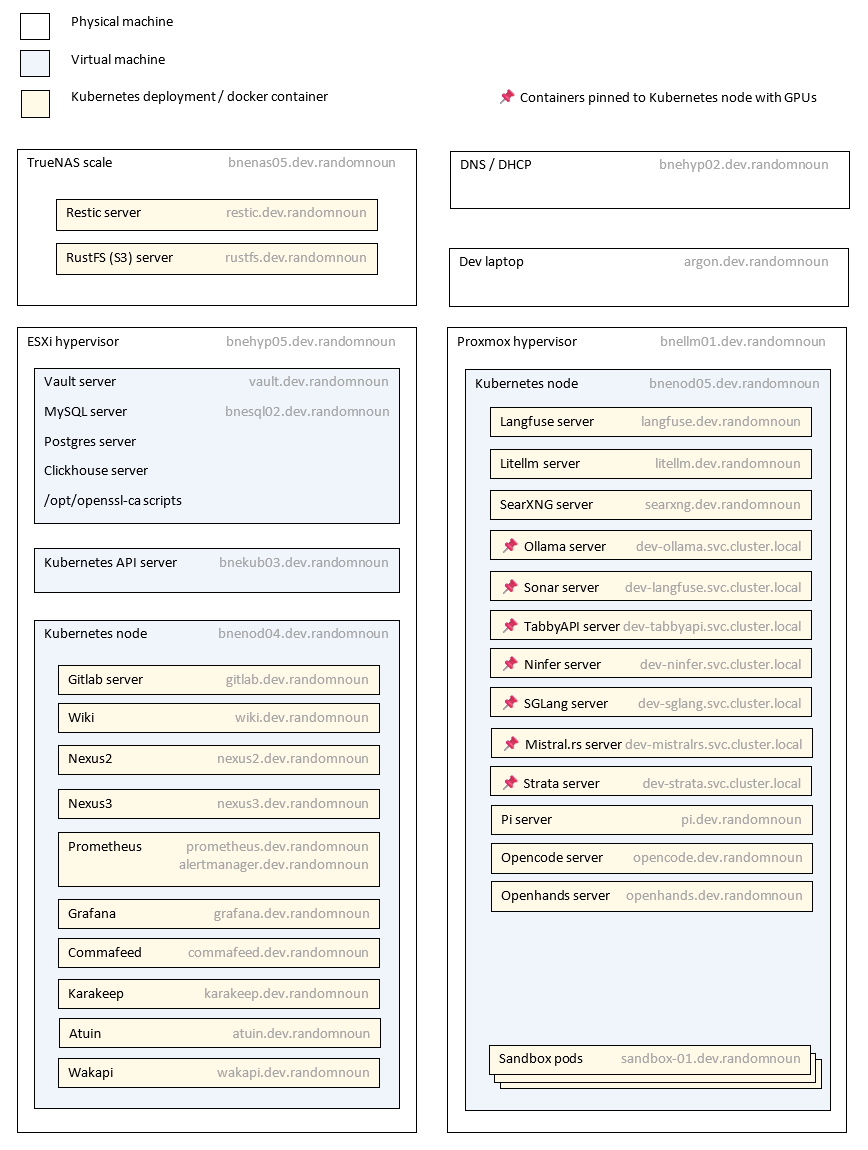 Physical machine
Virtual machine
Kubernetes deployment / docker container
Containers pinned to Kubernetes node with GPUs
TrueNAS scale bnenas05.dev.randomnoun
Restic server restic.dev.randomnoun
RustFS (S3) server rustfs.dev.randomnoun
DNS / DHCP bnehyp02.dev.randomnoun
Dev laptop argon.dev.randomnoun
ESXi hypervisor bnehyp05.dev.randomnoun
Vault server vault.dev.randomnoun
MySQL server bnesql02.dev.randomnoun
Postgres server
Clickhouse server
/opt/openssl-ca scripts
Kubernetes API server bnekub03.dev.randomnoun
Kubernetes node bnenod04.dev.randomnoun
Gitlab server gitlab.dev.randomnoun
Wiki wiki.dev.randomnoun
Nexus2 nexus2.dev.randomnoun
Nexus3 nexus3.dev.randomnoun
Prometheus prometheus.dev.randomnoun
alertmanager.dev.randomnoun
Grafana grafana.dev.randomnoun
Commafeed commafeed.dev.randomnoun
Karakeep karakeep.dev.randomnoun
Atuin atuin.dev.randomnoun
Wakapi wakapi.dev.randomnoun
Proxmox hypervisor bnellm01.dev.randomnoun
Kubernetes node bnenod05.dev.randomnoun
Langfuse server langfuse.dev.randomnoun
Litellm server litellm.dev.randomnoun
SearXNG server searxng.dev.randomnoun
Ollama server dev-ollama.svc.cluster.local
Sonar server dev-langfuse.svc.cluster.local
TabbyAPI server dev-tabbyapi.svc.cluster.local
Ninfer server dev-ninfer.svc.cluster.local
SGLang server dev-sglang.svc.cluster.local
Mistral.rs server dev-mistralrs.svc.cluster.local
Strata server dev-strata.svc.cluster.local
Pi server pi.dev.randomnoun
Opencode server opencode.dev.randomnoun
Openhands server openhands.dev.randomnoun
Sandbox pods sandbox-01.dev.randomnoun